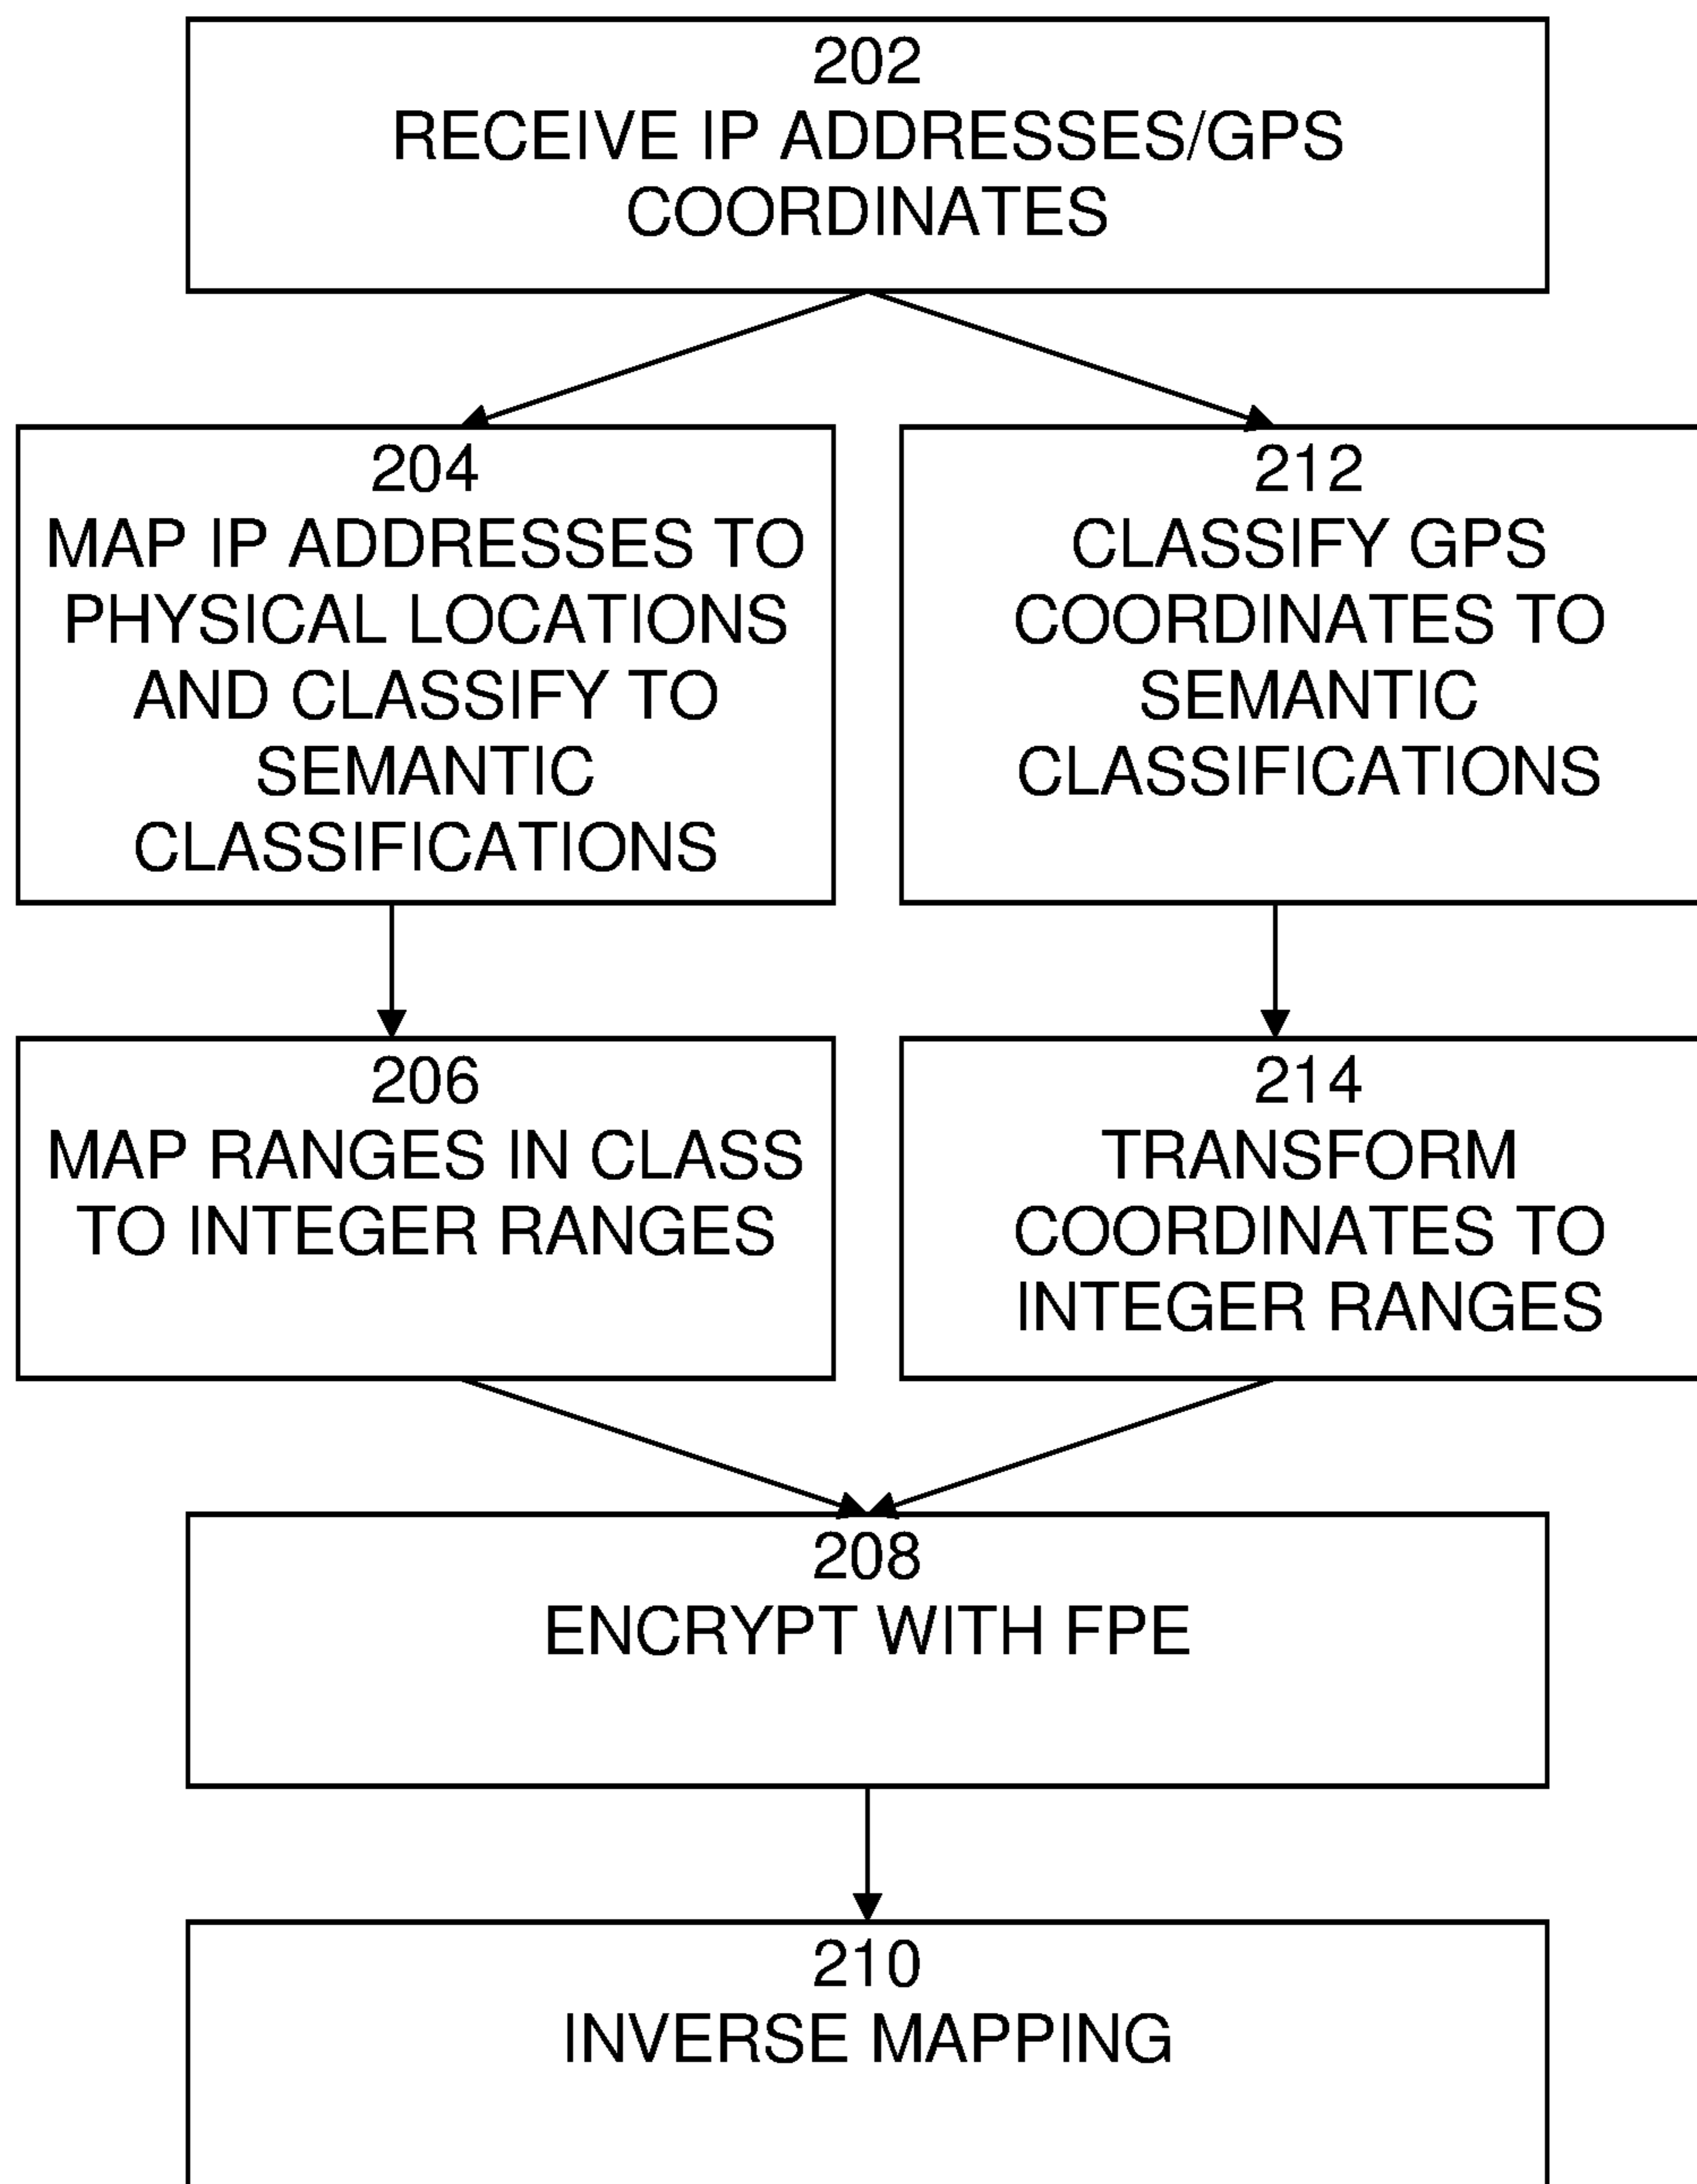 202
RECEIVE IP ADDRESSES/GPS
COORDINATES
204
MAP IP ADDRESSES TO
PHYSICAL LOCATIONS
AND CLASSIFY TO
SEMANTIC
CLASSIFICATIONS
212
CLASSIFY GPS
COORDINATES TO
SEMANTIC
CLASSIFICATIONS
206
MAP RANGES IN CLASS
TO INTEGER RANGES
214
TRANSFORM
COORDINATES TO
INTEGER RANGES
208
ENCRYPT WITH FPE
210
INVERSE MAPPING